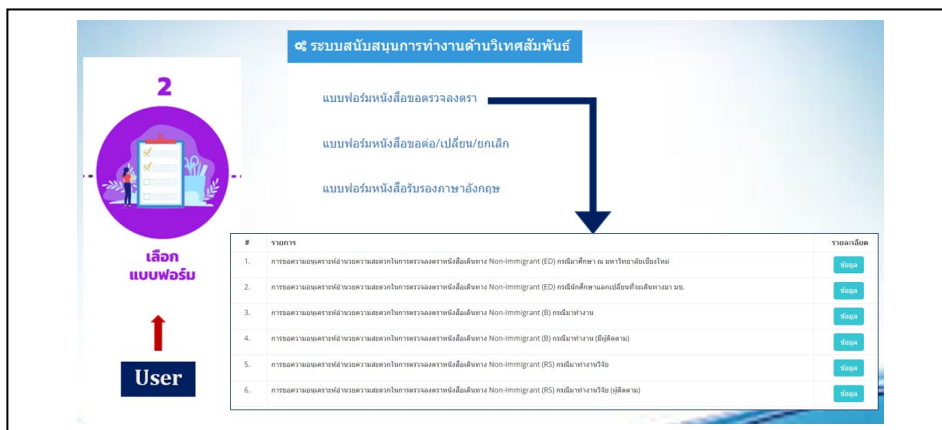 ระบบสนับสนุนการทำงานด้านวิเทศสัมพันธ์
2
แบบฟอร์มหนังสือขอตรวจลงตรา
แบบฟอร์มหนังสือขอต่อ/เปลี่ยน/ยกเลิก
แบบฟอร์มหนังสือรับรองภาษาอังกฤษ
เลือก
แบบฟอร์ม
User
# รายการ รายละเอียด
1. การขอความอนุเคราะห์อำนวยความสะดวกในการตรวจลงตราหนังสือเดินทาง Non-Immigrant (ED) กรณีมาศึกษา ณ มหาวิทยาลัยเชียงใหม่ ข้อมูล
2. การขอความอนุเคราะห์อำนวยความสะดวกในการตรวจลงตราหนังสือเดินทาง Non-Immigrant (ED) กรณีนักศึกษาแลกเปลี่ยนที่จะเดินทางมา มช. ข้อมูล
3. การขอความอนุเคราะห์อำนวยความสะดวกในการตรวจลงตราหนังสือเดินทาง Non-Immigrant (B) กรณีมาทำงาน ข้อมูล
4. การขอความอนุเคราะห์อำนวยความสะดวกในการตรวจลงตราหนังสือเดินทาง Non-Immigrant (B) กรณีมาทำงาน (มีผู้ติดตาม) ข้อมูล
5. การขอความอนุเคราะห์อำนวยความสะดวกในการตรวจลงตราหนังสือเดินทาง Non-Immigrant (RS) กรณีมาทำงานวิจัย ข้อมูล
6. การขอความอนุเคราะห์อำนวยความสะดวกในการตรวจลงตราหนังสือเดินทาง Non-Immigrant (RS) กรณีมาทำงานวิจัย (ผู้ติดตาม) ข้อมูล